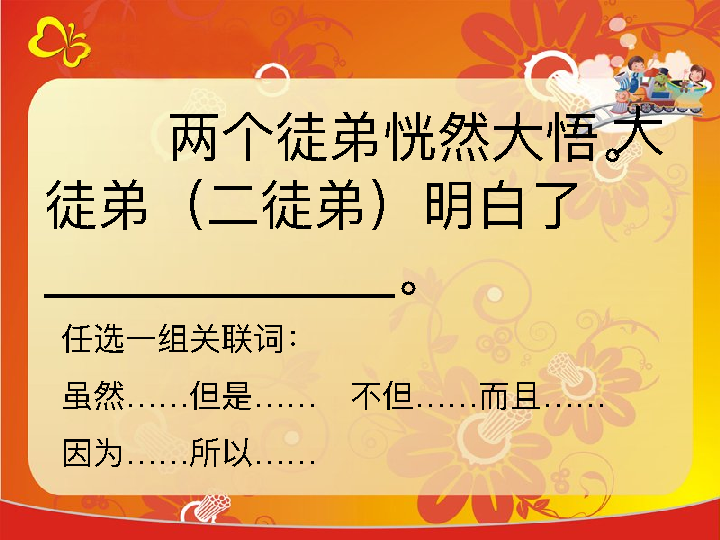 两个徒弟恍然大悟。大
徒弟（二徒弟）明白了
______________。
任选一组关联词：
虽然……但是…… 不但……而且……
因为……所以……